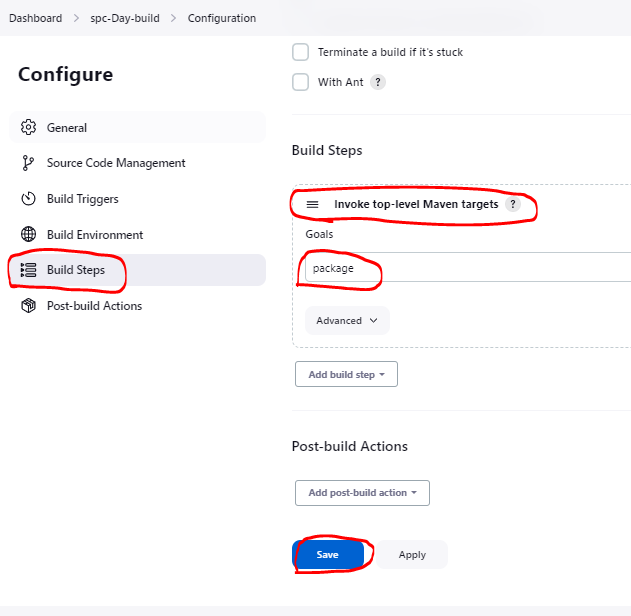 Dashboard > spc-Day-build > Configuration
Configure
General
Source Code Management
Build Triggers
Build Environment
Build Steps
Post-build Actions
Terminate a build if it's stuck
With Ant ?
Build Steps
Invoke top-level Maven targets ?
Goals
package
Advanced
Add build step
Post-build Actions
Add post-build action
Save
Apply